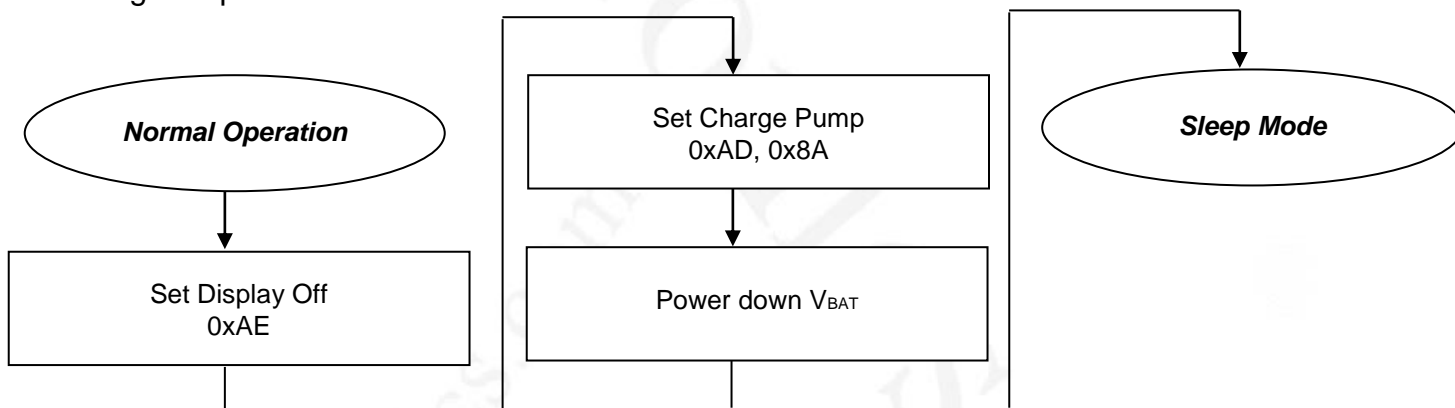 Normal Operation
Set Display Off
0xAE
Set Charge Pump
0xAD, 0x8A
Power down VBAT
Sleep Mode